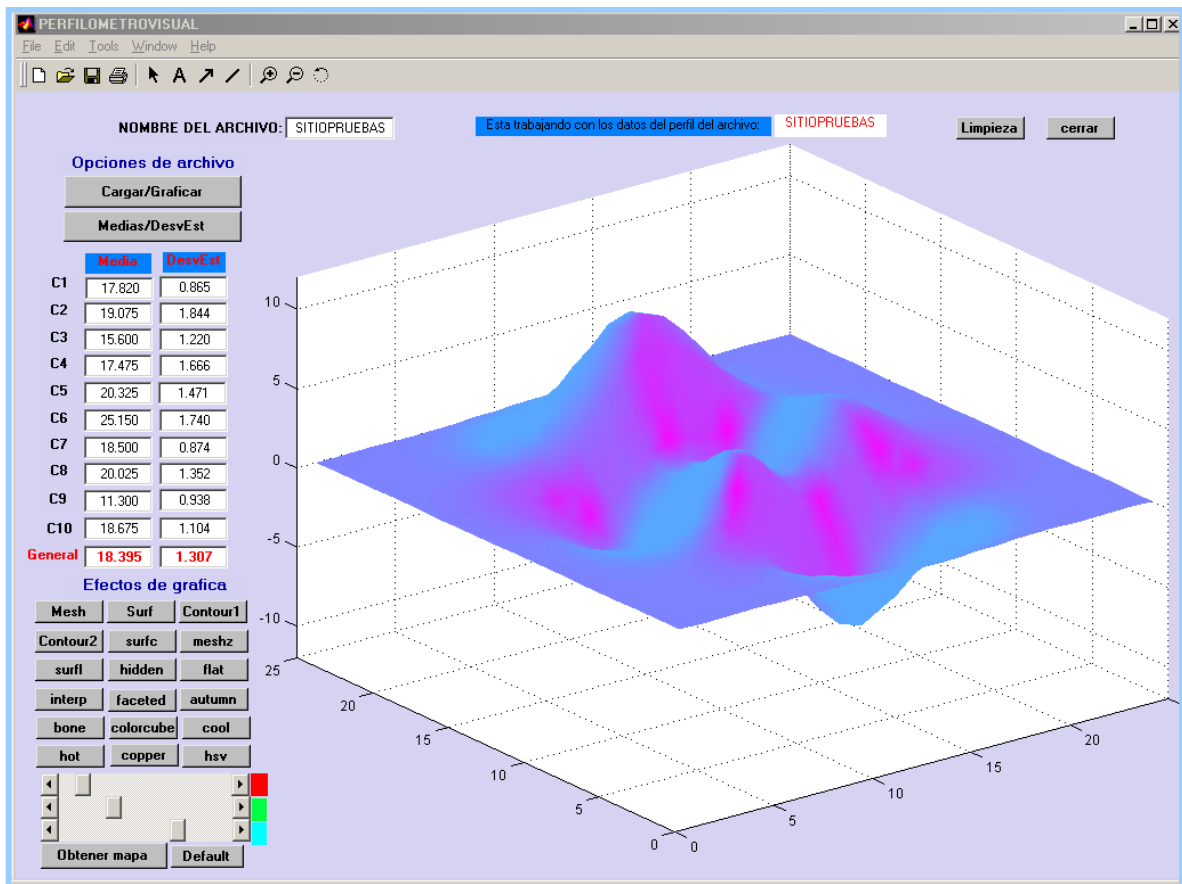 PERFILOMETROVISUAL
File Edit Tools Window Help
A
NOMBRE DEL ARCHIVO: SITIOPRUEBAS
Esta trabajando con los datos del perfil del archivo: SITIOPRUEBAS
Limpieza cerrar
Opciones de archivo
Cargar/Graficar
Medias/DesvEst
Media DesvEst
C1 17.820 0.865
C2 19.075 1.844
C3 15.600 1.220
C4 17.475 1.666
C5 20.325 1.471
C6 25.150 1.740
C7 18.500 0.874
C8 20.025 1.352
C9 11.300 0.938
C10 18.675 1.104
General 18.395 1.307
Efectos de grafica
Mesh Surf Contour1
Contour2 surfc meshz
surfl hidden flat
interp faceted autumn
bone colorcube cool
hot copper hsv
Obtener mapa Default
10
5
0
-5
-10
25
20
15
10
5
0
0
5
10
15
20